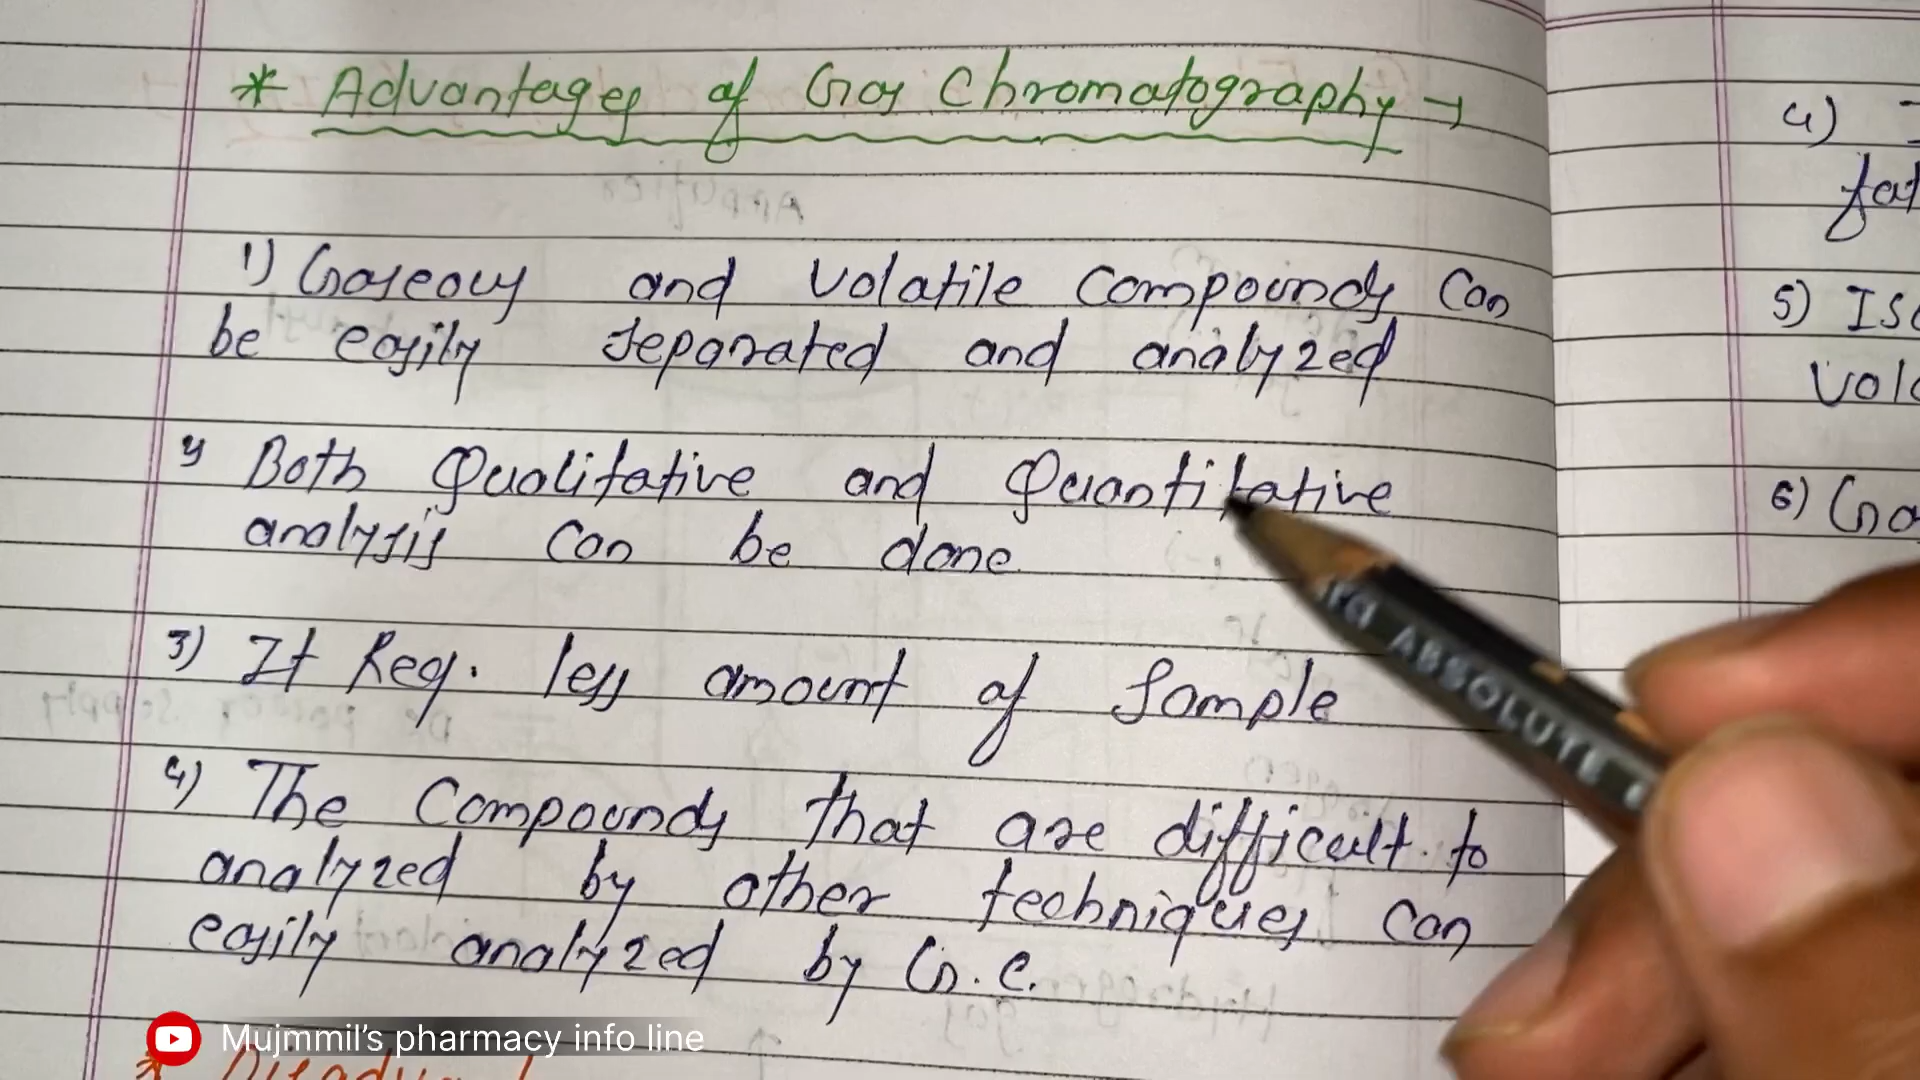 * Advantages of Gas Chromatography →
1) Gaseous and volatile compounds can
be easily separated and analyzed
2) Both Qualitative and Quantitative
analysis can be done.
3) It Req. less amount of Sample
4) The Compounds that are difficult to
analyzed by other techniques can
easily analyzed by G.C.
* Disadvant
4)
5)
6)
ABSOLUTE
Mujmmil's pharmacy info line